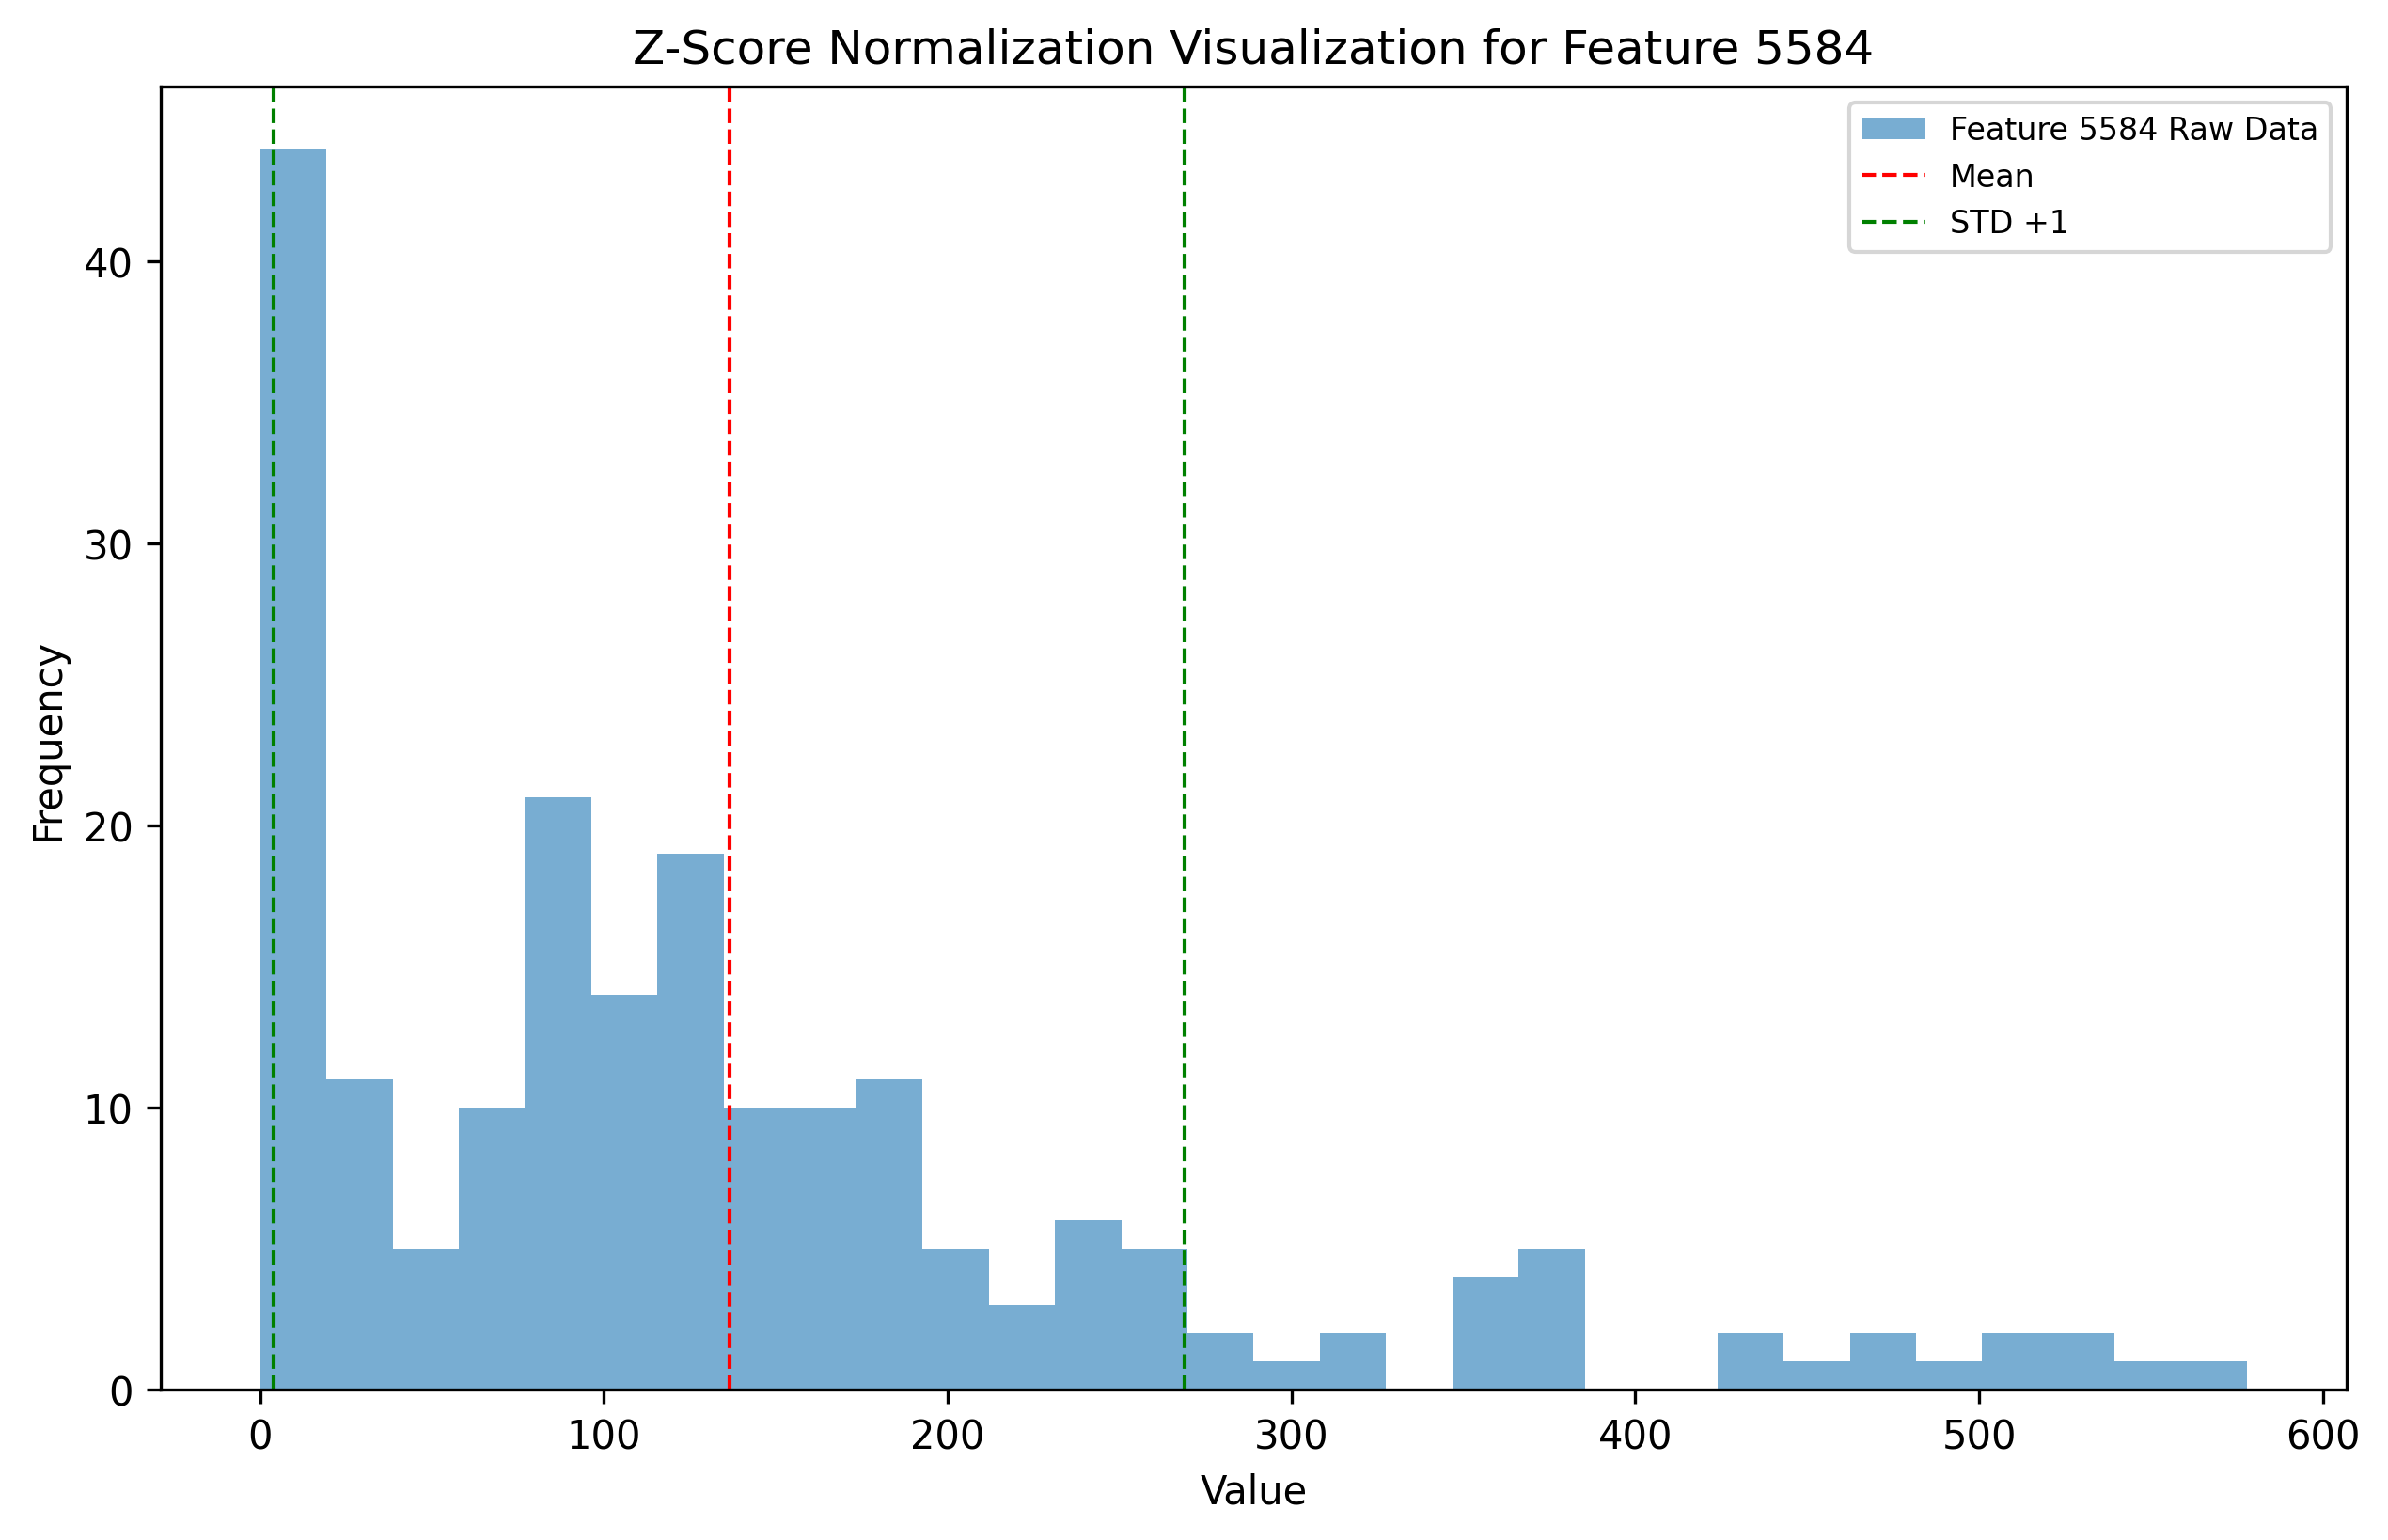 Z-Score Normalization Visualization for Feature 5584
Feature 5584 Raw Data
Mean
STD +1
Frequency
40
30
20
10
0
0 100 200 300 400 500 600
Value